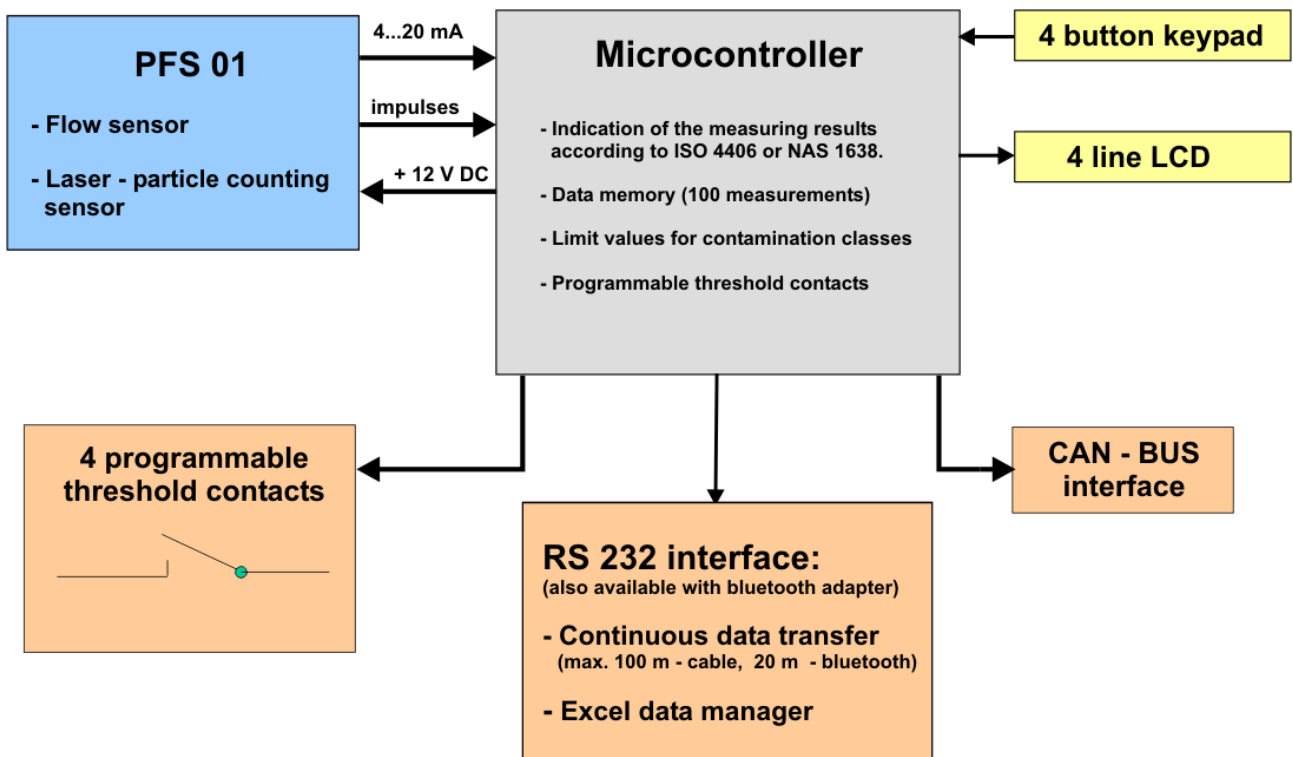 PFS 01
- Flow sensor
- Laser - particle counting
sensor
4...20 mA
impulses
+ 12 V DC
Microcontroller
- Indication of the measuring results
according to ISO 4406 or NAS 1638.
- Data memory (100 measurements)
- Limit values for contamination classes
- Programmable threshold contacts
4 button keypad
4 line LCD
4 programmable
threshold contacts
RS 232 interface:
(also available with bluetooth adapter)
- Continuous data transfer
(max. 100 m - cable, 20 m - bluetooth)
- Excel data manager
CAN - BUS
interface